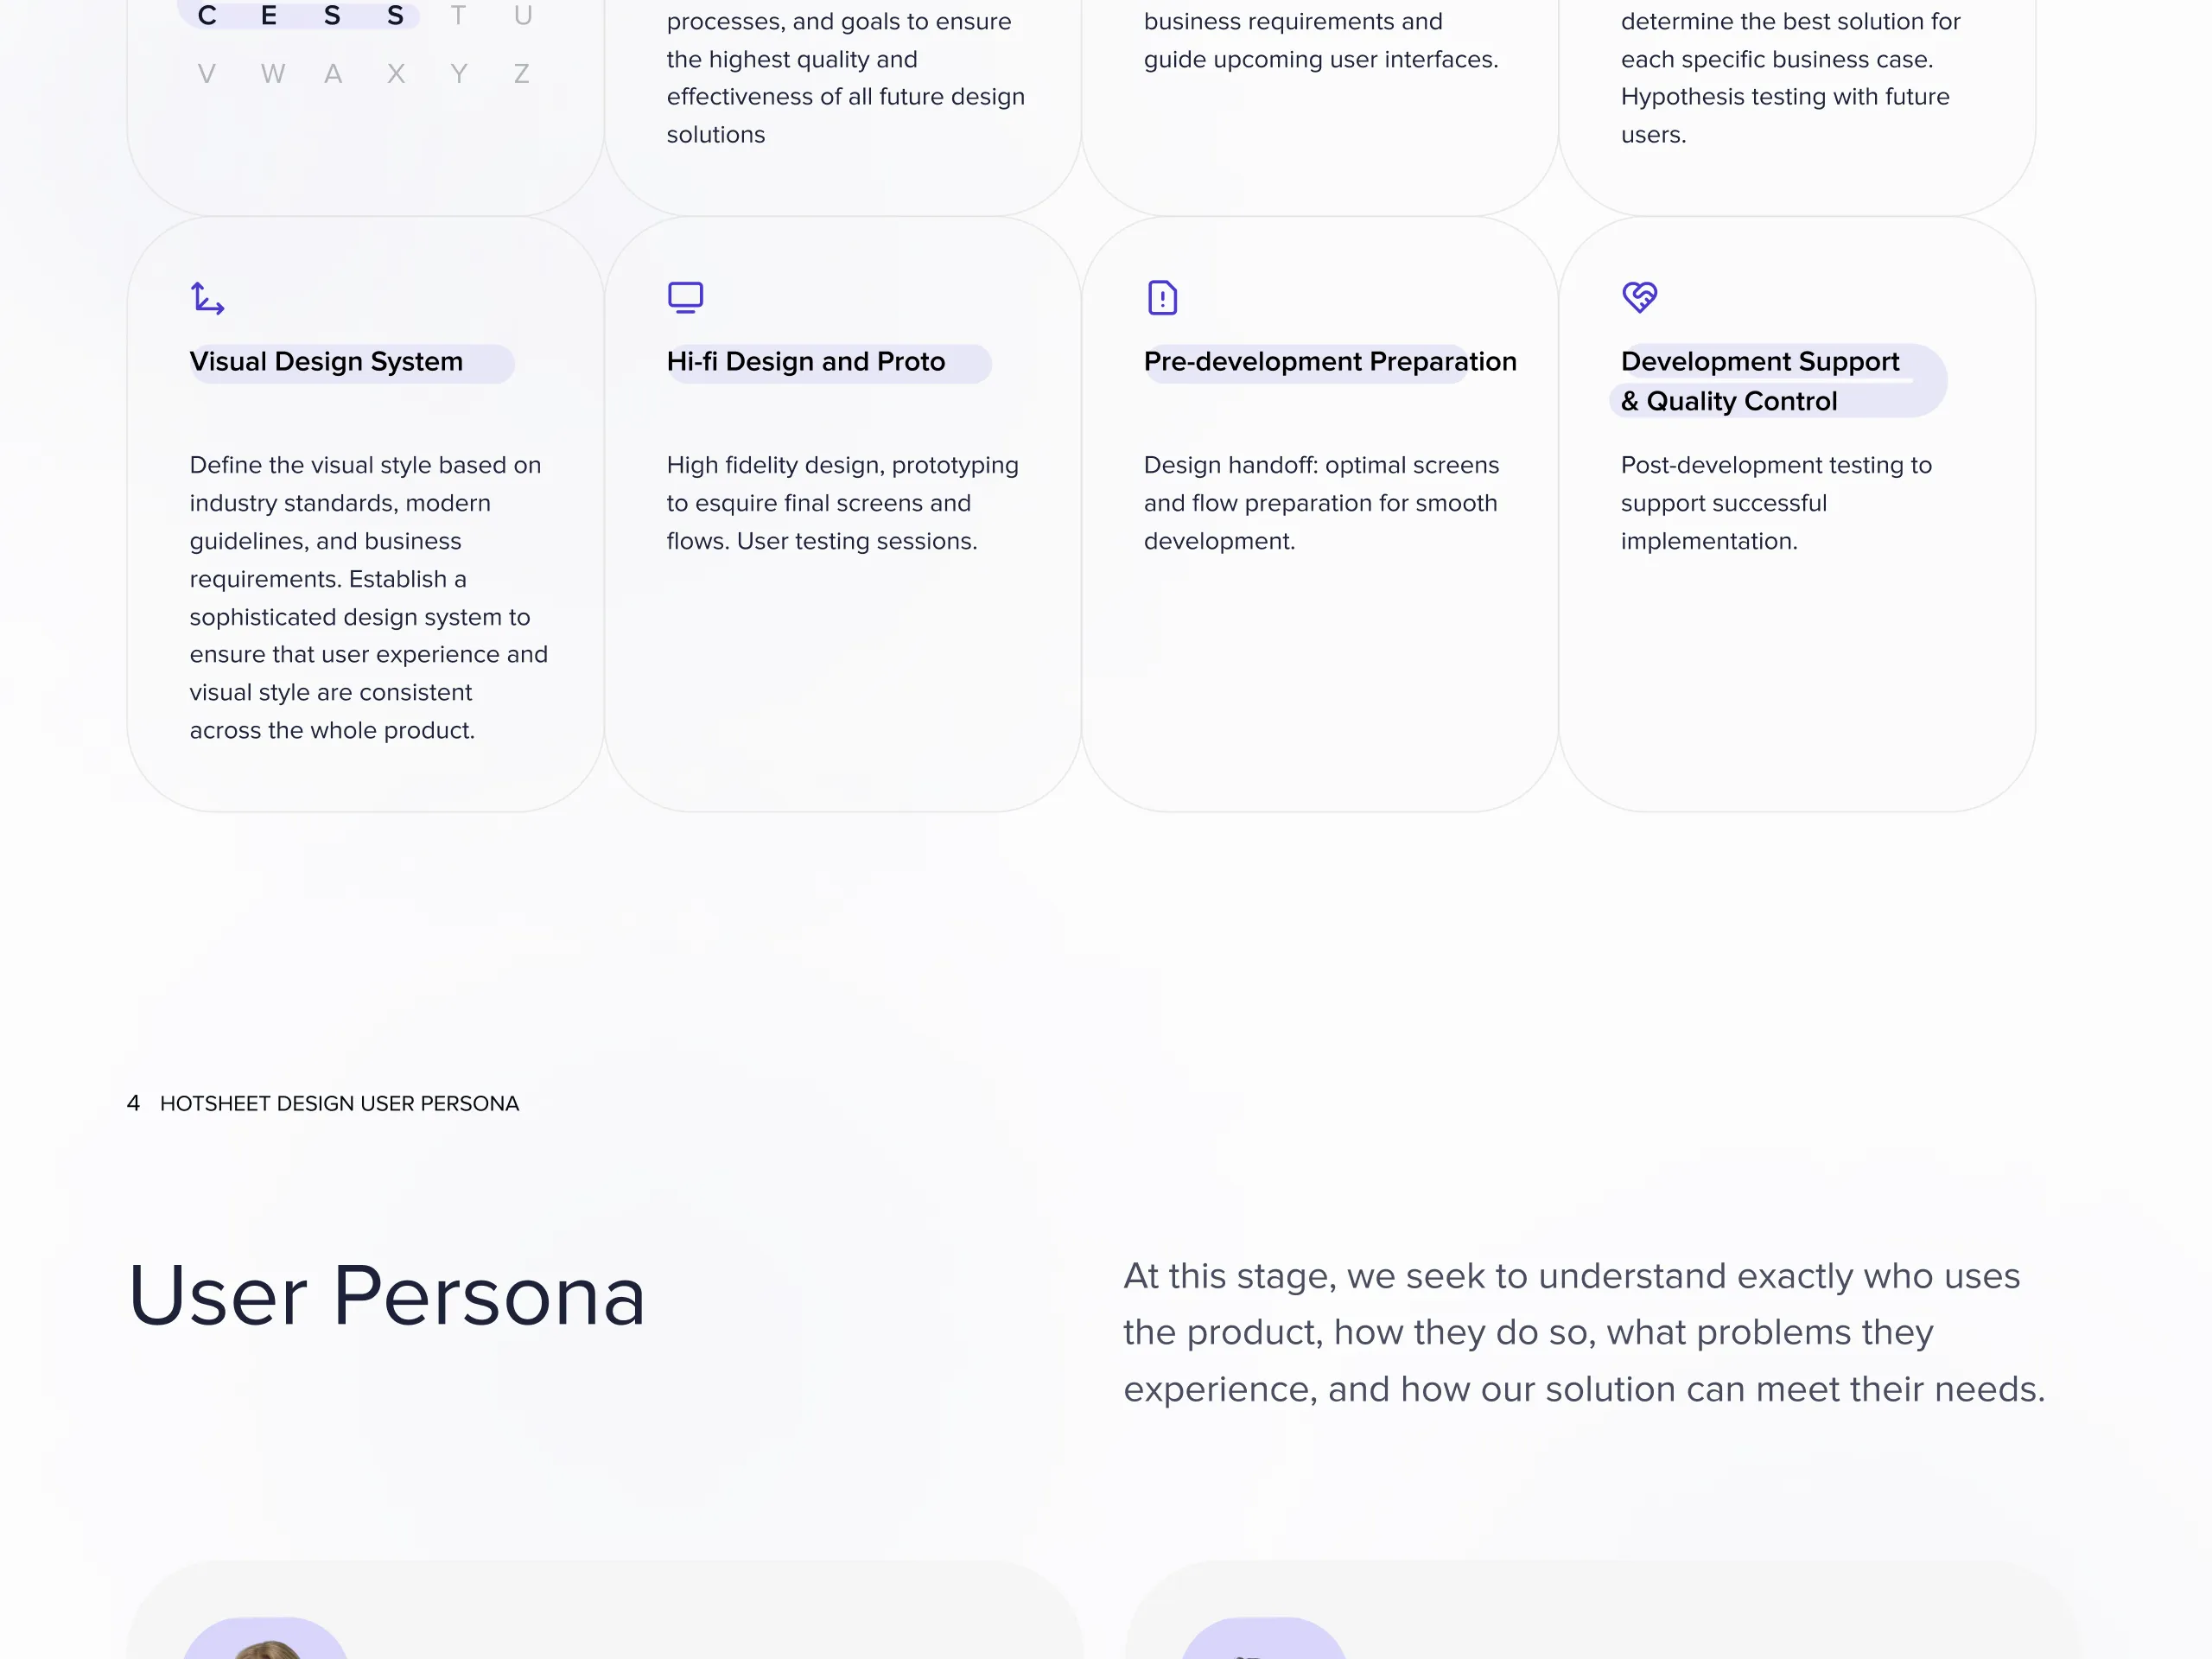 C E S S T U
V W A X Y Z
processes, and goals to ensure
the highest quality and
effectiveness of all future design
solutions
business requirements and
guide upcoming user interfaces.
determine the best solution for
each specific business case.
Hypothesis testing with future
users.
Visual Design System
Define the visual style based on
industry standards, modern
guidelines, and business
requirements. Establish a
sophisticated design system to
ensure that user experience and
visual style are consistent
across the whole product.
Hi-fi Design and Proto
High fidelity design, prototyping
to esquire final screens and
flows. User testing sessions.
Pre-development Preparation
Design handoff: optimal screens
and flow preparation for smooth
development.
Development Support
& Quality Control
Post-development testing to
support successful
implementation.
4 HOTSHEET DESIGN USER PERSONA
User Persona
At this stage, we seek to understand exactly who uses
the product, how they do so, what problems they
experience, and how our solution can meet their needs.